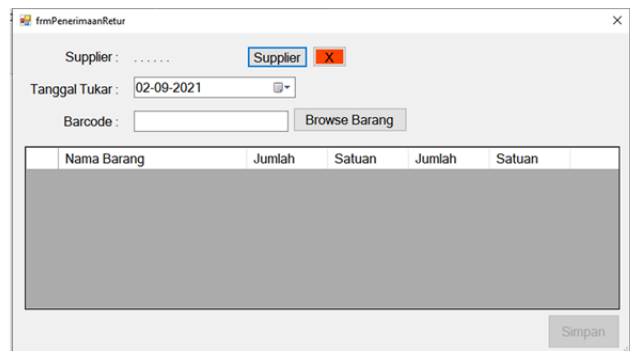 frmPenerimaanRetur
Supplier : ...... Supplier X
Tanggal Tukar : 02-09-2021
Barcode : Browse Barang
Nama Barang Jumlah Satuan Jumlah Satuan
Simpan